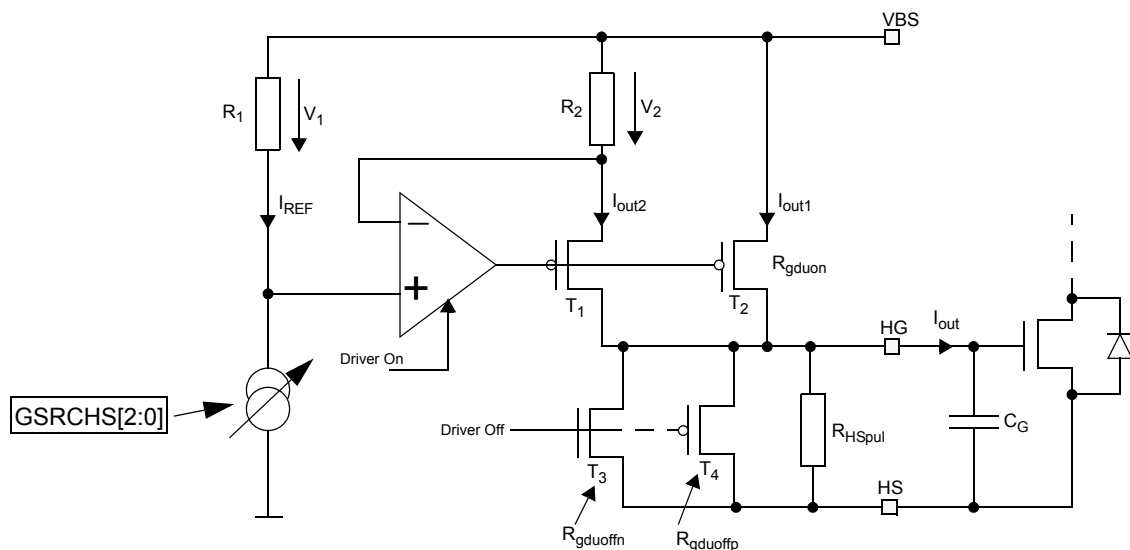 VBS
R1
V1
R2
V2
IREF
Iout2
Iout1
−
+
Rgduon
T1
T2
HG
Iout
Driver On
GSRCHS[2:0]
Driver Off
RHSpul
CG
T3
T4
HS
Rgduoffn
Rgduoffp